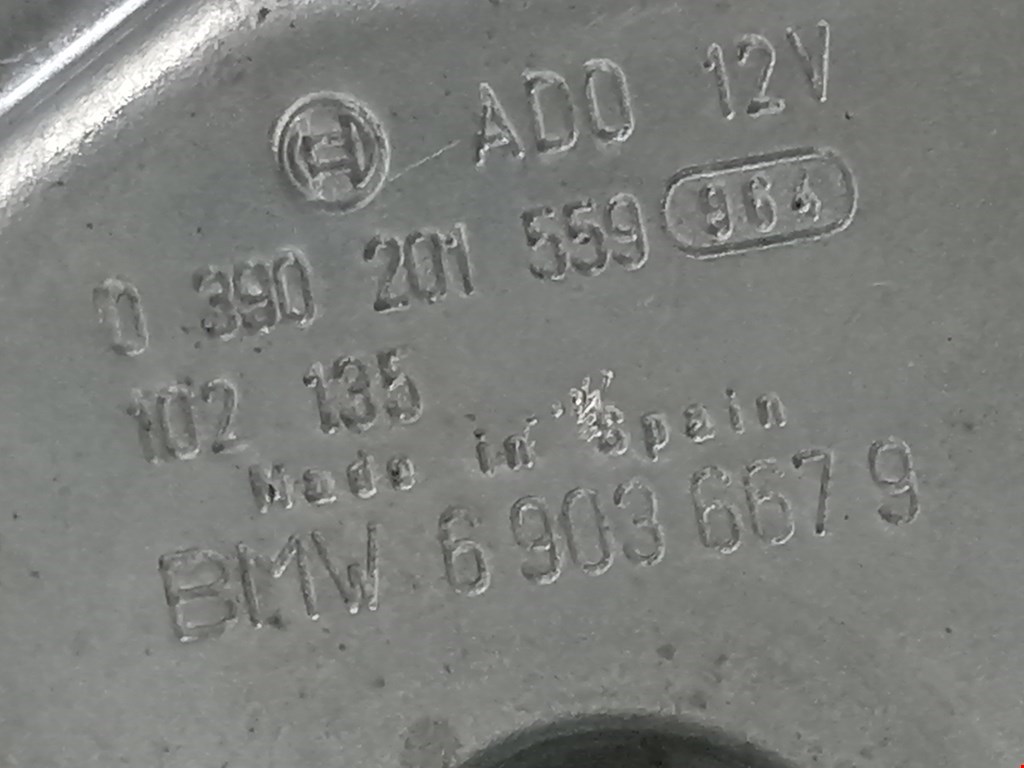 ADO 12V
0 390 201 559 964
102 135
Made in Spain
BMW 6 903 667 9